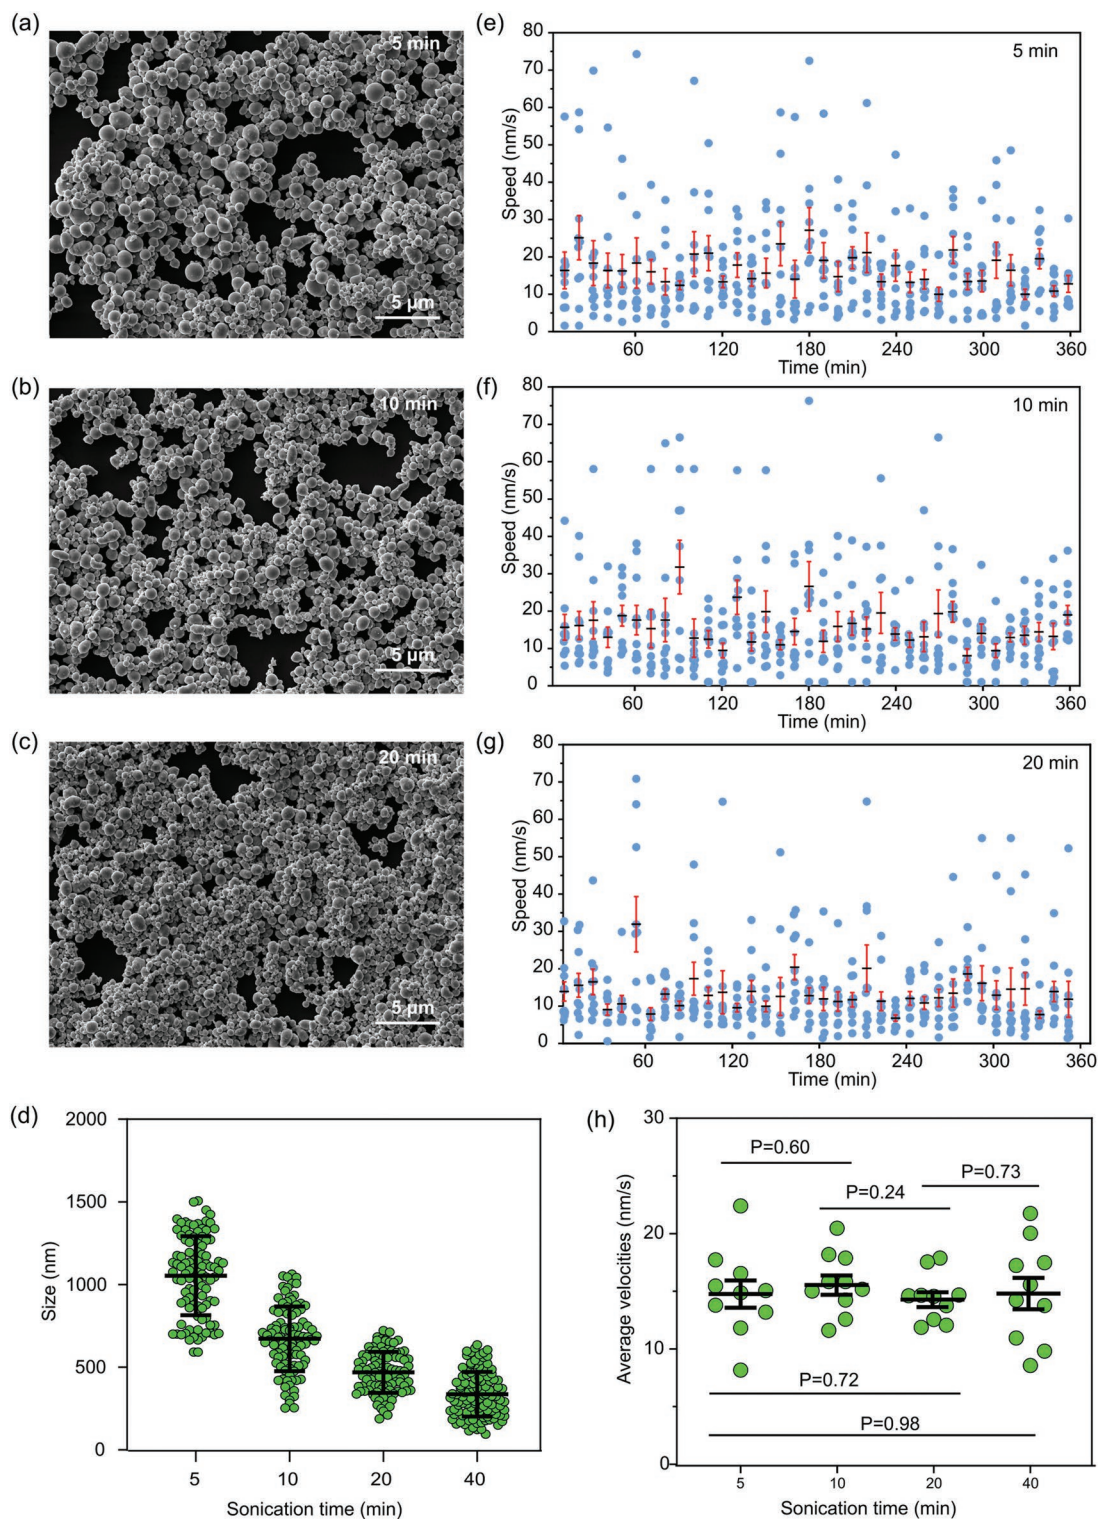 (a)
5 min
5 µm
(e)
80
70
60
50
40
30
20
10
0
Speed (nm/s)
5 min
60 120 180 240 300 360
Time (min)
(b)
10 min
5 µm
(f)
80
70
60
50
40
30
20
10
0
Speed (nm/s)
10 min
60 120 180 240 300 360
Time (min)
(c)
20 min
5 µm
(g)
80
70
60
50
40
30
20
10
0
Speed (nm/s)
20 min
60 120 180 240 300 360
Time (min)
(d)
2000
1500
1000
500
0
Size (nm)
5 10 20 40
Sonication time (min)
(h)
30
20
10
0
Average velocities (nm/s)
P=0.60
P=0.73
P=0.24
P=0.72
P=0.98
5 10 20 40
Sonication time (min)